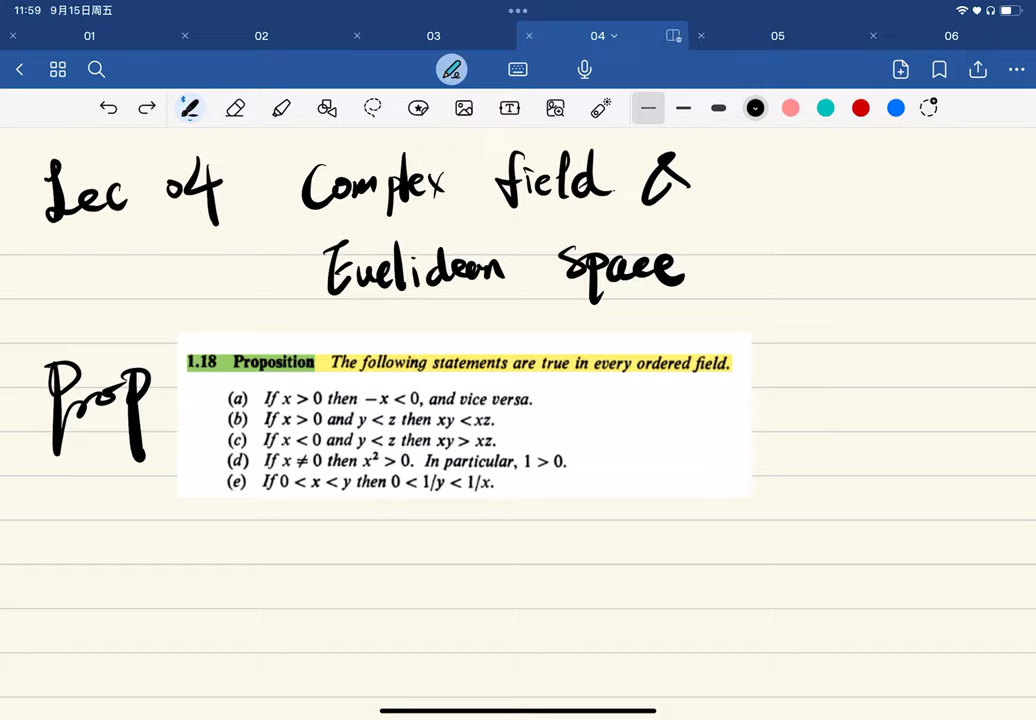 11:59 9月15日周五
01 02 03 04 05 06
Lec 04 Complex field &
Euclidean Space
Prop
1.18 Proposition The following statements are true in every ordered field.
(a) If x > 0 then −x < 0, and vice versa.
(b) If x > 0 and y < z then xy < xz.
(c) If x < 0 and y < z then xy > xz.
(d) If x ≠ 0 then x² > 0. In particular, 1 > 0.
(e) If 0 < x < y then 0 < 1/y < 1/x.